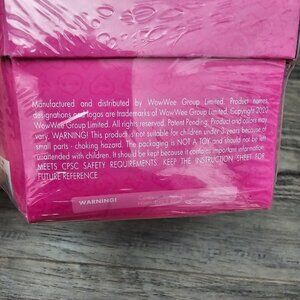 Manufactured and distributed by WowWee Group Limited. Product names,
designations and logos are trademarks of WowWee Group Limited. Copyright
WowWee Group Limited. All rights reserved. Patent Pending. Product and colors may
vary. WARNING! This product is not suitable for children under 3 years because of
small parts - choking hazard. The packaging is NOT A TOY and should not be left
unattended with children. It should be kept because it contains important information
MEETS CPSC SAFETY REQUIREMENTS. KEEP THE INSTRUCTION SHEET FOR
FUTURE REFERENCE.
WARNING!